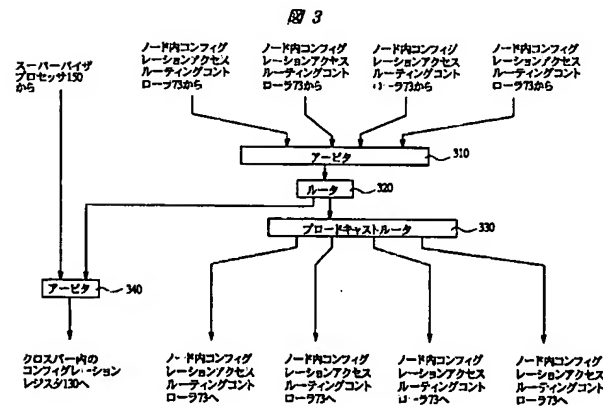 図 3
スーパーバイザ
プロセッサ150
から
ノード内コンフィグ
レーションアクセス
ルーティングコント
ローラ73から
ノード内コンフィグ
レーションアクセス
ルーティングコント
ローラ73から
ノード内コンフィグ
レーションアクセス
ルーティングコント
ローラ73から
ノード内コンフィグ
レーションアクセス
ルーティングコント
ローラ73から
アービタ
310
ルータ
320
ブロードキャストルータ
330
アービタ
340
クロスバー内の
コンフィグレーション
レジスタ130へ
ノード内コンフィグ
レーションアクセス
ルーティングコント
ローラ73へ
ノード内コンフィグ
レーションアクセス
ルーティングコント
ローラ73へ
ノード内コンフィグ
レーションアクセス
ルーティングコント
ローラ73へ
ノード内コンフィグ
レーションアクセス
ルーティングコント
ローラ73へ